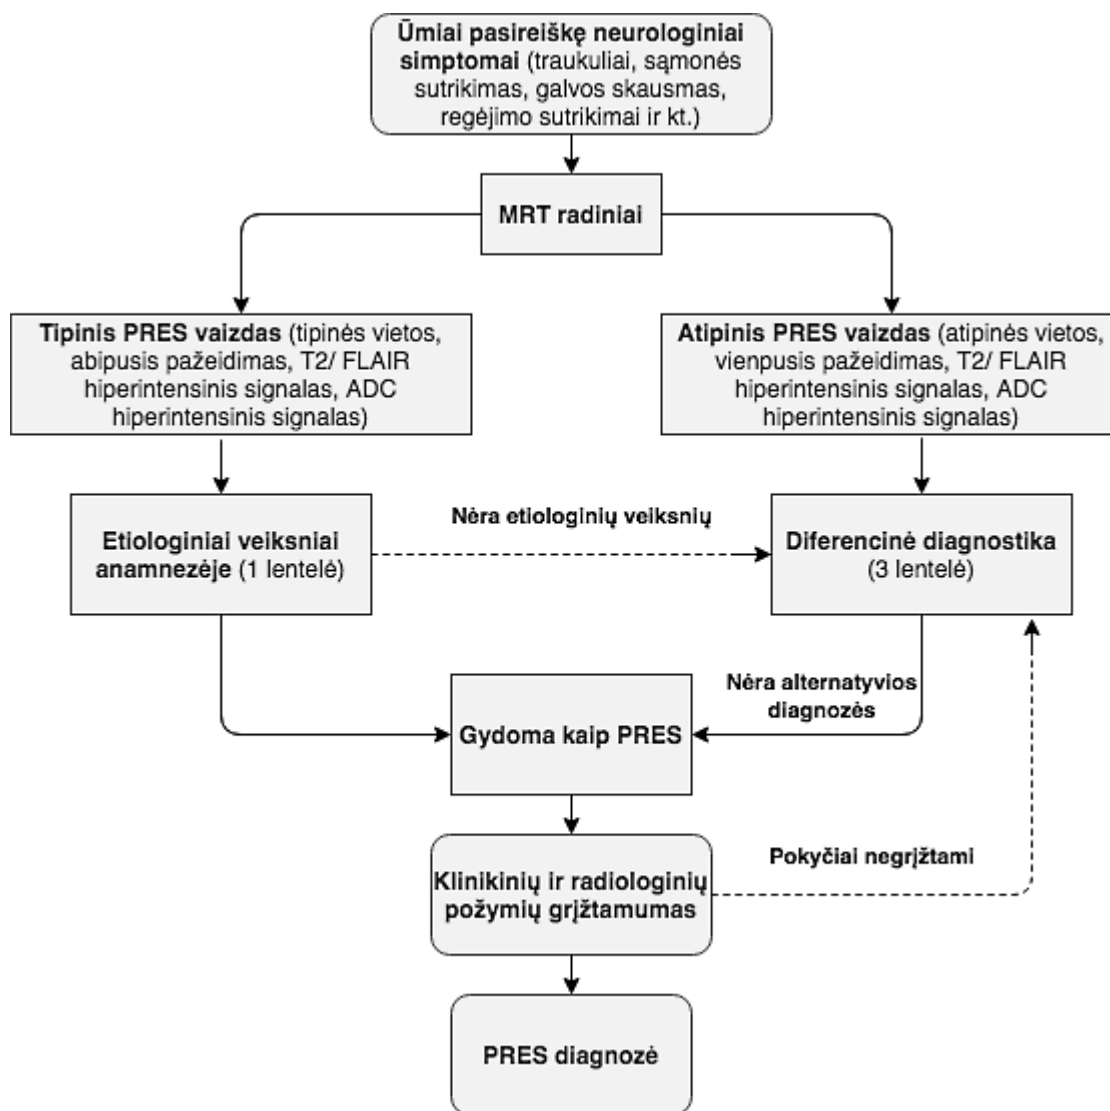 Ūmiai pasireiškę neurologiniai
simptomai (traukuliai, sąmonės
sutrikimas, galvos skausmas,
regėjimo sutrikimai ir kt.)
MRT radiniai
Tipinis PRES vaizdas (tipinės vietos,
abipusis pažeidimas, T2/ FLAIR
hiperintensinis signalas, ADC
hiperintensinis signalas)
Atipinis PRES vaizdas (atipinės vietos,
vienpusis pažeidimas, T2/ FLAIR
hiperintensinis signalas, ADC
hiperintensinis signalas)
Etiologiniai veiksniai
anamnezėje (1 lentelė)
Nėra etiologinių veiksnių
Diferencinė diagnostika
(3 lentelė)
Nėra alternatyvios
diagnozės
Gydoma kaip PRES
Klinikinių ir radiologinių
požymių grįžtamumas
Pokyčiai negrįžtami
PRES diagnozė